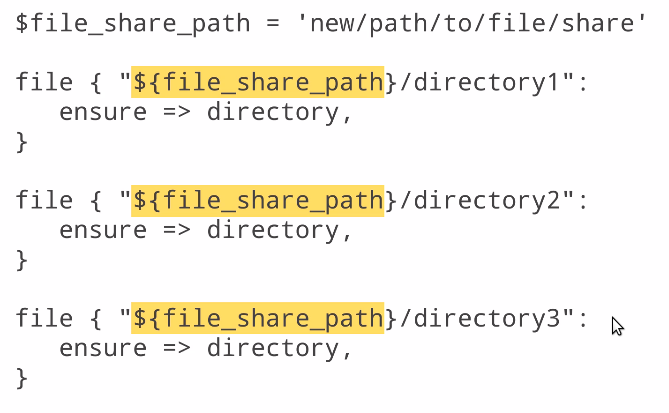 $file_share_path = 'new/path/to/file/share'
file { "${file_share_path}/directory1":
ensure => directory,
}
file { "${file_share_path}/directory2":
ensure => directory,
}
file { "${file_share_path}/directory3":
ensure => directory,
}